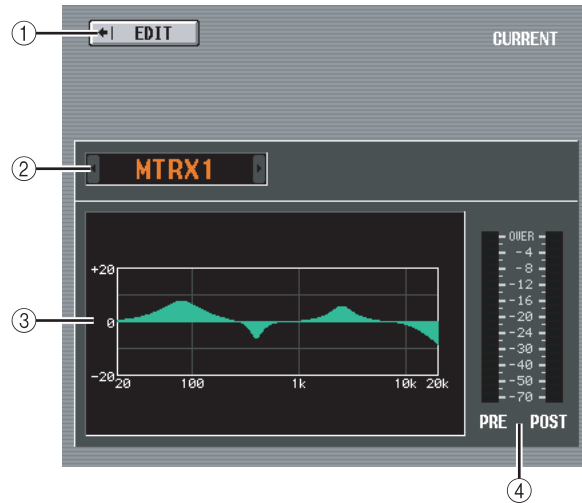 ① EDIT
CURRENT
② MTRX1
③
+20
0
-20
20 100 1k 10k 20k
OVER
-4
-8
-12
-16
-20
-24
-30
-40
-50
-70
PRE POST
④